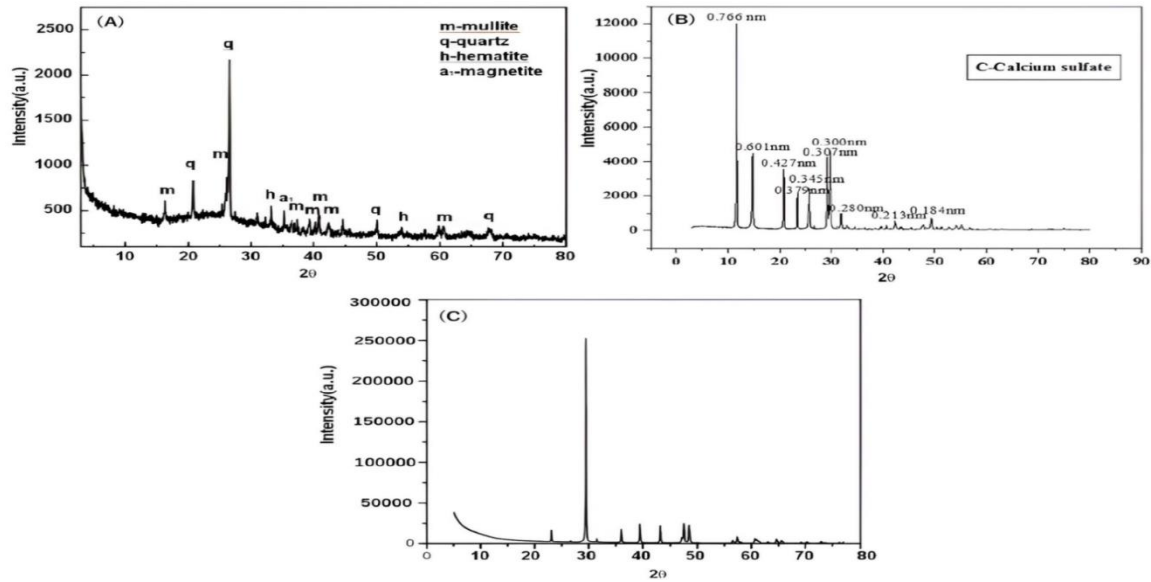 (A)
m-mullite
q-quartz
h-hematite
a₁-magnetite
2500
2000
1500
1000
500
Intensity(a.u.)
q
m
q
m
h
a₁
m
m
m
m
q
h
m
q
10 20 30 40 50 60 70 80
2θ
(B)
C-Calcium sulfate
12000
10000
8000
6000
4000
2000
0
Intensity(a.u.)
0.766 nm
0.601nm
0.427nm
0.379nm
0.345nm
0.307nm
0.300nm
0.280nm
0.213nm
0.184nm
0 10 20 30 40 50 60 70 80 90
2θ
(C)
300000
250000
200000
150000
100000
50000
0
Intensity(a.u.)
0 10 20 30 40 50 60 70 80
2θ